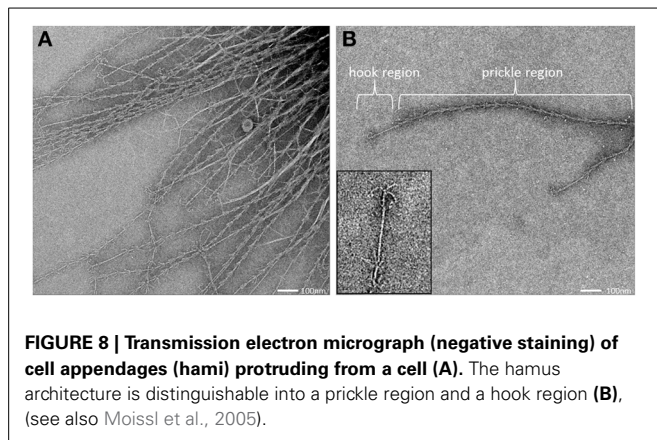 A
B
hook region
prickle region
100nm
100nm
FIGURE 8 | Transmission electron micrograph (negative staining) of
cell appendages (hami) protruding from a cell (A). The hamus
architecture is distinguishable into a prickle region and a hook region (B),
(see also Moissl et al., 2005).